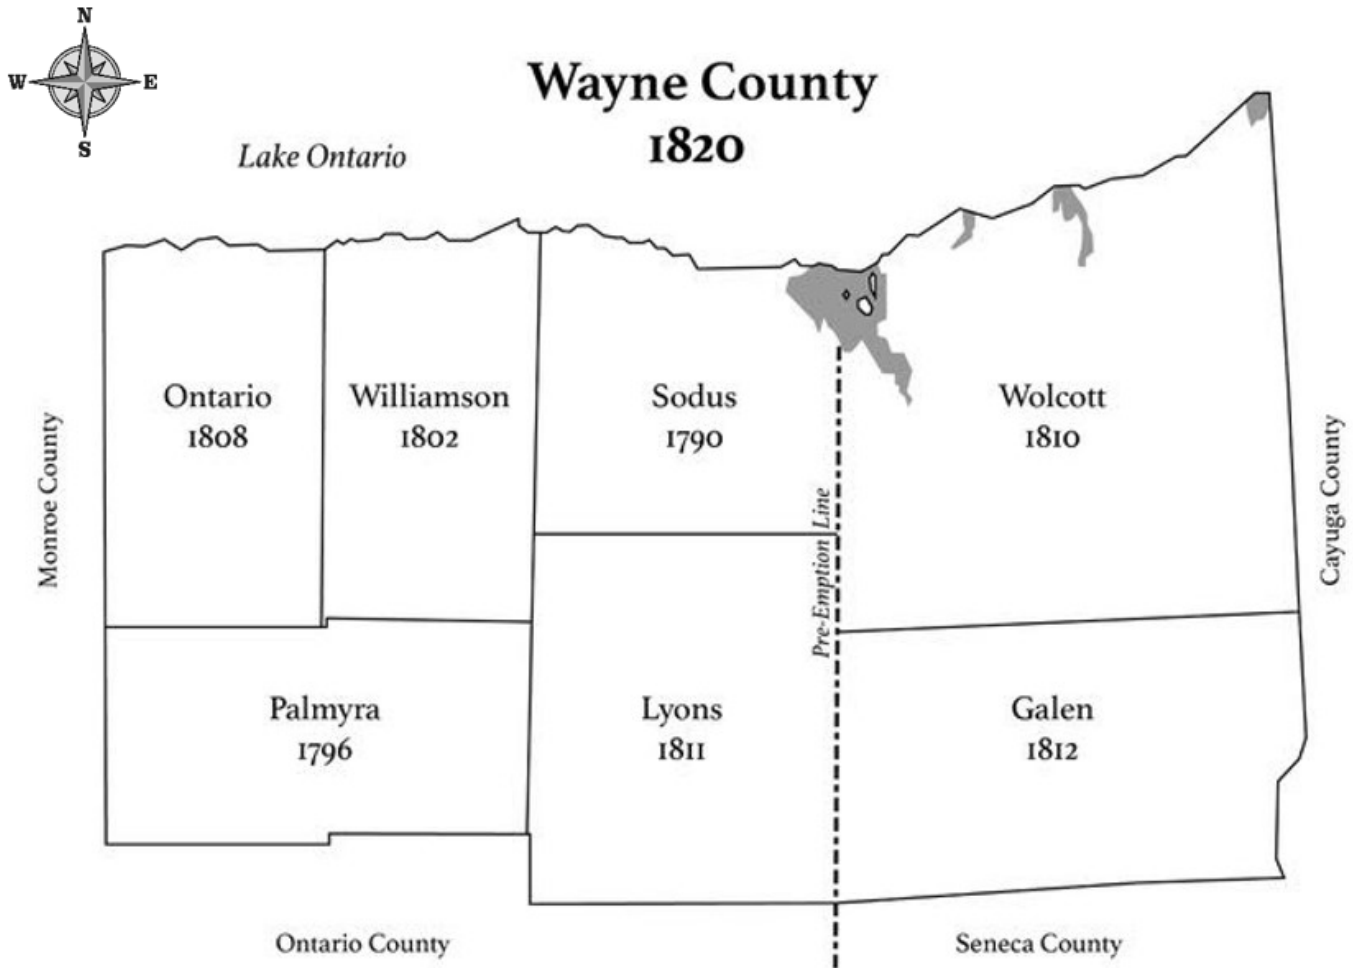 N
W E
S
Wayne County
1820
Lake Ontario
Ontario
1808
Williamson
1802
Sodus
1790
Wolcott
1810
Monroe County
Pre-Emption Line
Cayuga County
Palmyra
1796
Lyons
1811
Galen
1812
Ontario County
Seneca County